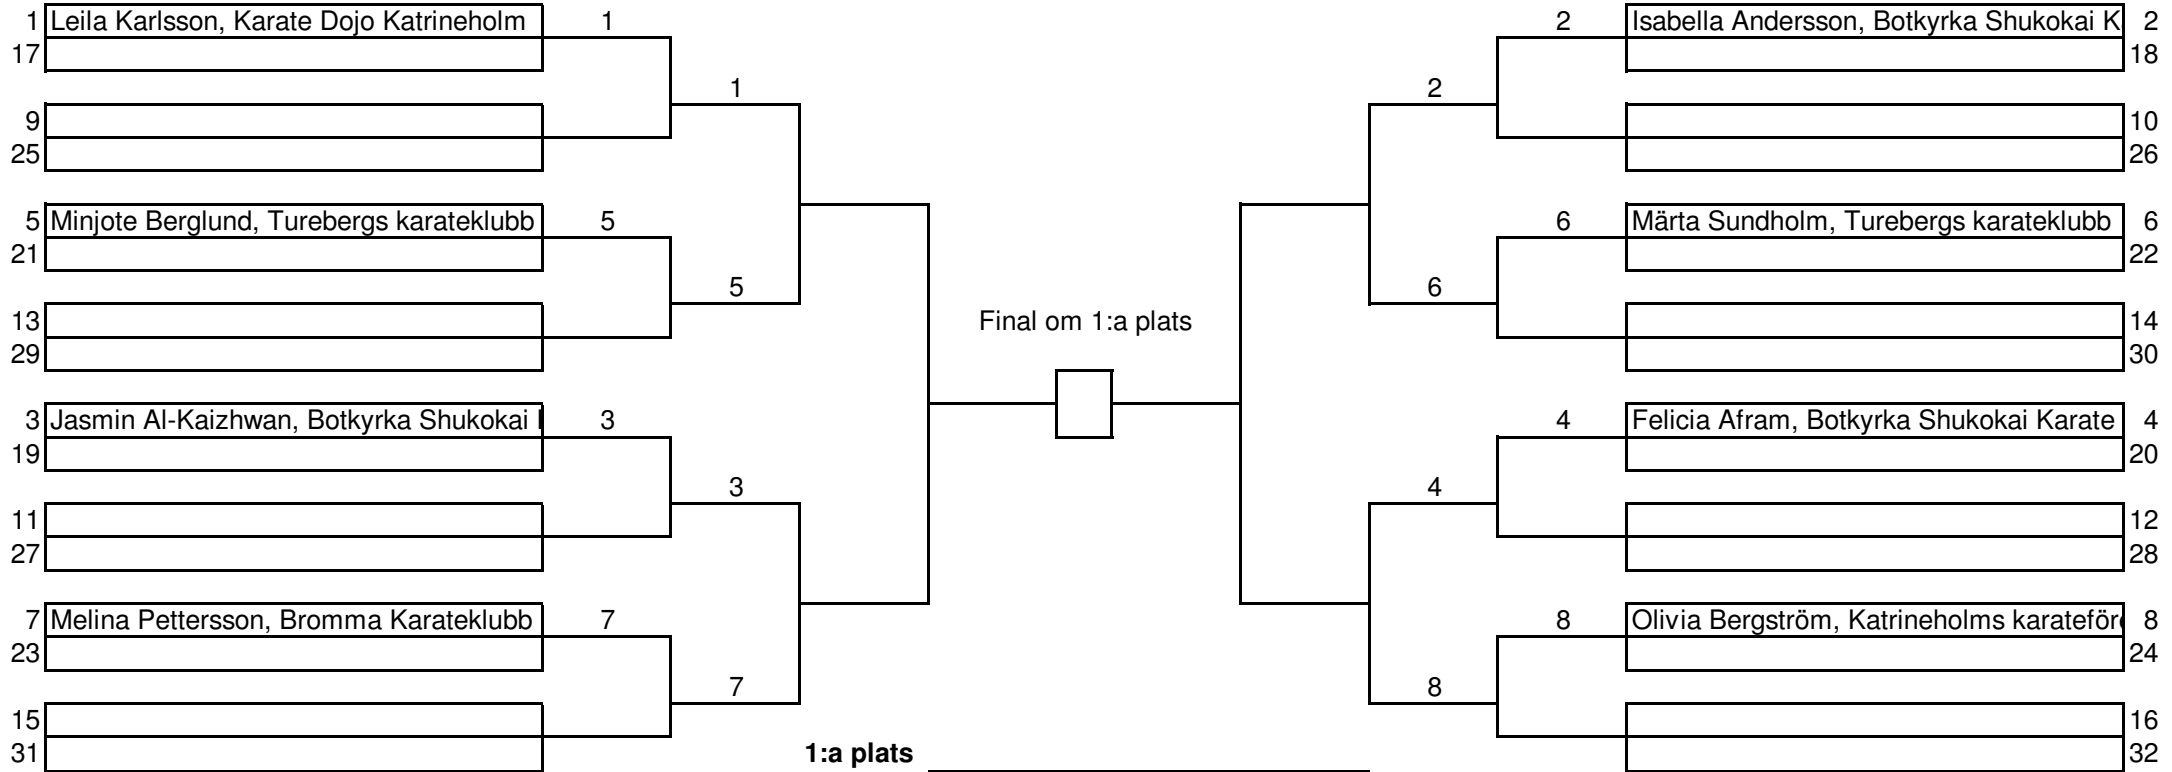 1 Leila Karlsson, Karate Dojo Katrineholm 1 2 Isabella Andersson, Botkyrka Shukokai K 2
17 18
1 2
9 10
25 26
5 Minjote Berglund, Turebergs karateklubb 5 6 Märta Sundholm, Turebergs karateklubb 6
21 22
5 6
13 Final om 1:a plats 14
29 30
3 Jasmin Al-Kaizhwan, Botkyrka Shukokai 3 4 Felicia Afram, Botkyrka Shukokai Karate 4
19 20
3 4
11 12
27 28
7 Melina Pettersson, Bromma Karateklubb 7 8 Olivia Bergström, Katrineholms karateför 8
23 24
7 8
15 16
31 1:a plats 32